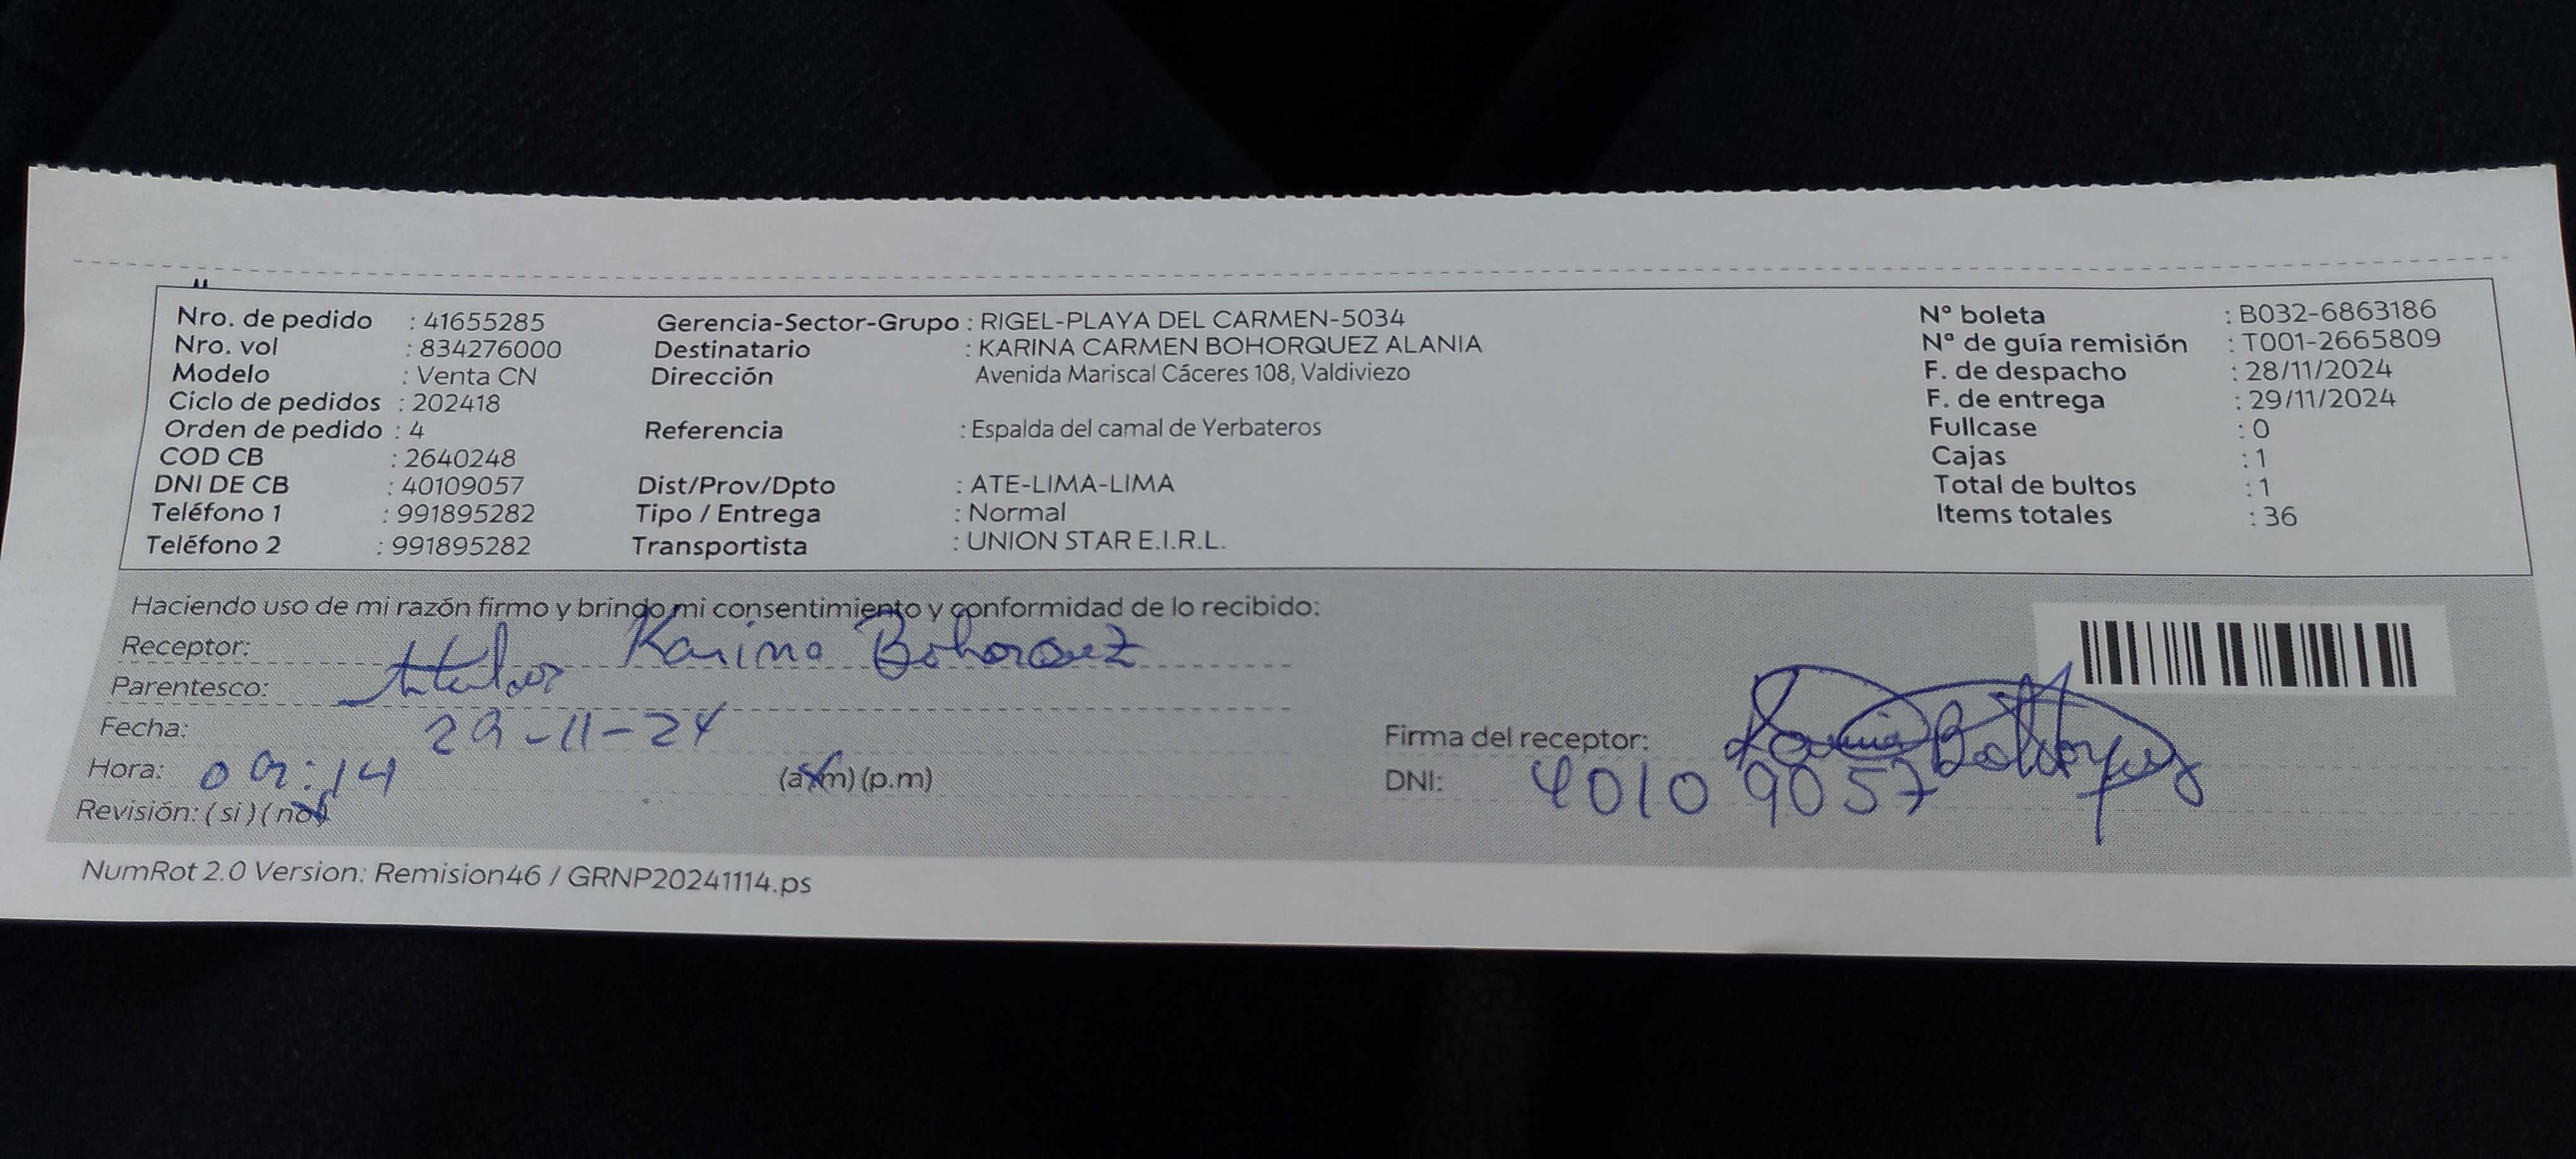 Nro. de pedido : 41655285
Nro. vol : 834276000
Modelo : Venta CN
Ciclo de pedidos : 202418
Orden de pedido : 4
COD CB : 2640248
DNI DE CB : 40109057
Teléfono 1 : 991895282
Teléfono 2 : 991895282
Gerencia-Sector-Grupo : RIGEL-PLAYA DEL CARMEN-5034
Destinatario : KARINA CARMEN BOHORQUEZ ALANIA
Dirección Avenida Mariscal Cáceres 108, Valdiviezo
Referencia : Espalda del camal de Yerbateros
Dist/Prov/Dpto : ATE-LIMA-LIMA
Tipo / Entrega : Normal
Transportista : UNION STAR E.I.R.L.
N° boleta : B032-6863186
N° de guía remisión : T001-2665809
F. de despacho : 28/11/2024
F. de entrega : 29/11/2024
Fullcase : 0
Cajas : 1
Total de bultos : 1
Items totales : 36
Haciendo uso de mi razón firmo y bringo mi consentimiento y conformidad de lo recibido:
Receptor: Karina Bohorquez
Parentesco: titular
Fecha: 29-11-24
Hora: 09:14 (a.m) (p.m)
Revisión: ( si ) ( no )
Firma del receptor:
DNI: 40109057
NumRot 2.0 Version: Remision46 / GRNP20241114.ps